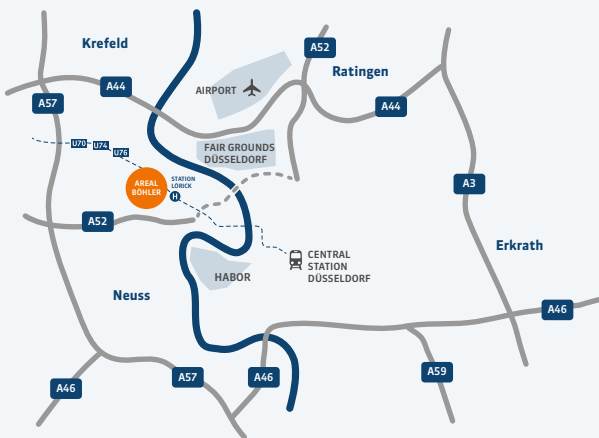 Krefeld
A52
Ratingen
A44
AIRPORT
A57
A44
U70
U74
U76
FAIR GROUNDS
DÜSSELDORF
AREAL
BÖHLER
STATION
LÖRICK
H
A3
A52
Erkrath
CENTRAL
STATION
DÜSSELDORF
HABOR
Neuss
A46
A46
A57
A46
A59